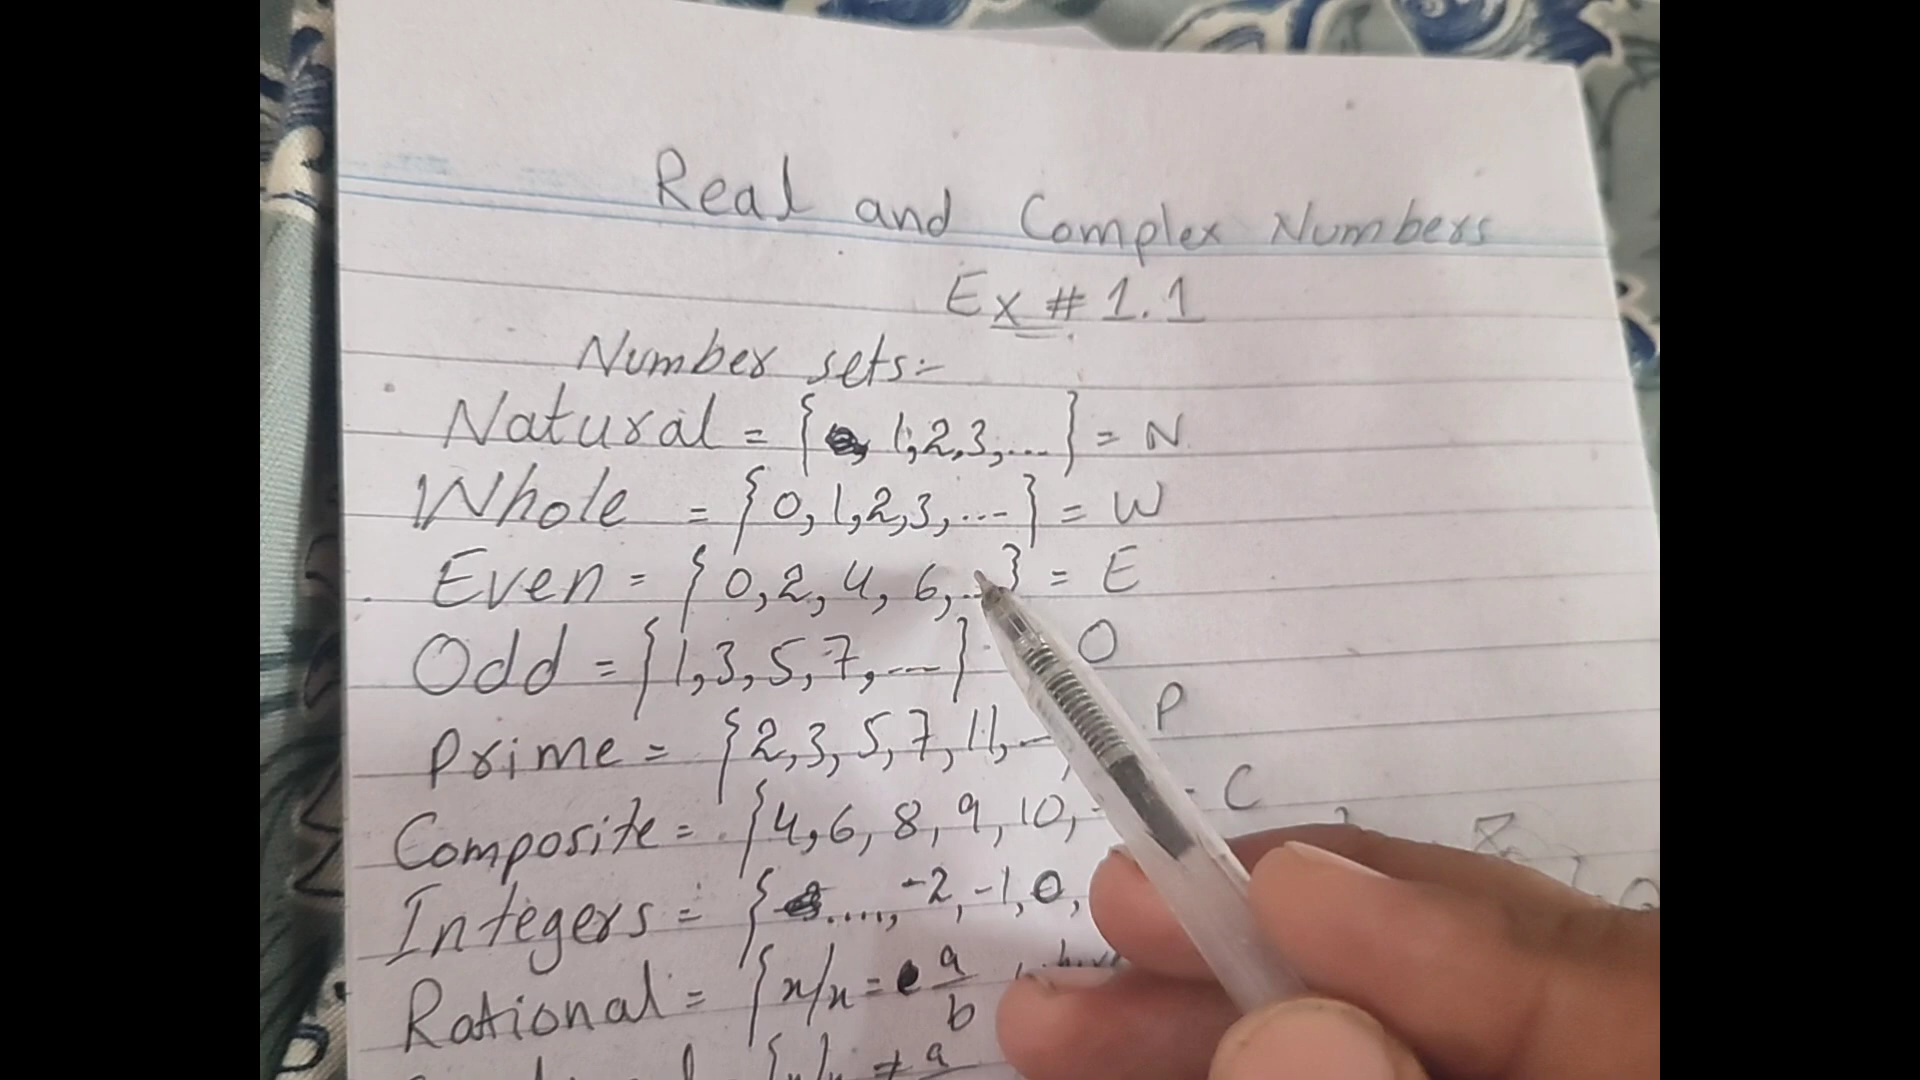 Real and Complex Numbers
Ex # 1.1
Number sets:-
Natural = { 1,2,3,... } = N
Whole = { 0,1,2,3,... } = W
Even = { 0,2,4,6,...} = E
Odd = {1,3,5,7,...} O
Prime = {2,3,5,7,11, P
Composite = {4,6,8,9,10, C
Integers = { ....,-2,-1,0,
Rational = {x/x = a/b
{x/x ≠ a